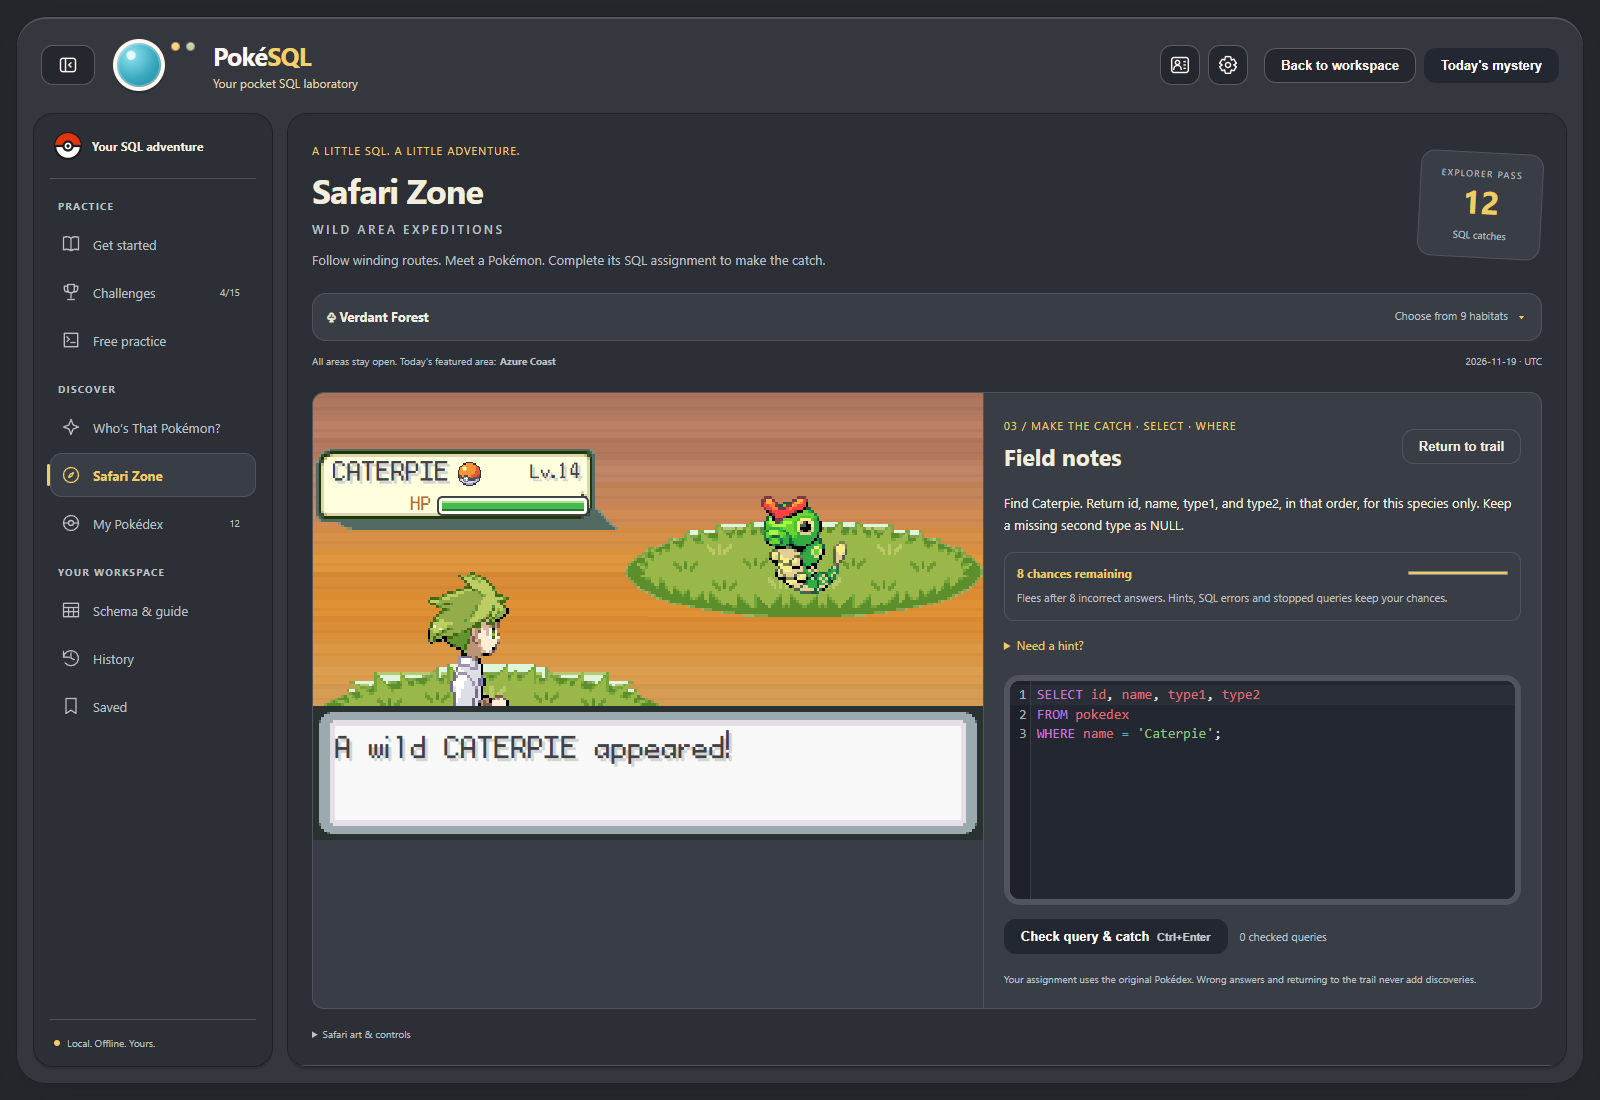 PokéSQL
Your pocket SQL laboratory
Back to workspace
Today's mystery
Your SQL adventure
PRACTICE
Get started
Challenges 4/15
Free practice
DISCOVER
Who's That Pokémon?
Safari Zone
My Pokédex 12
YOUR WORKSPACE
Schema & guide
History
Saved
Local. Offline. Yours.
A LITTLE SQL. A LITTLE ADVENTURE.
Safari Zone
WILD AREA EXPEDITIONS
Follow winding routes. Meet a Pokémon. Complete its SQL assignment to make the catch.
EXPLORER PASS
12
SQL catches
Verdant Forest
Choose from 9 habitats
All areas stay open. Today's featured area: Azure Coast
2026-11-19 · UTC
CATERPIE Lv.14
HP
A wild CATERPIE appeared!
03 / MAKE THE CATCH · SELECT · WHERE
Field notes
Return to trail
Find Caterpie. Return id, name, type1, and type2, in that order, for this species only. Keep
a missing second type as NULL.
8 chances remaining
Flees after 8 incorrect answers. Hints, SQL errors and stopped queries keep your chances.
Need a hint?
1 SELECT id, name, type1, type2
2 FROM pokedex
3 WHERE name = 'Caterpie';
Check query & catch Ctrl+Enter
0 checked queries
Your assignment uses the original Pokédex. Wrong answers and returning to the trail never add discoveries.
Safari art & controls